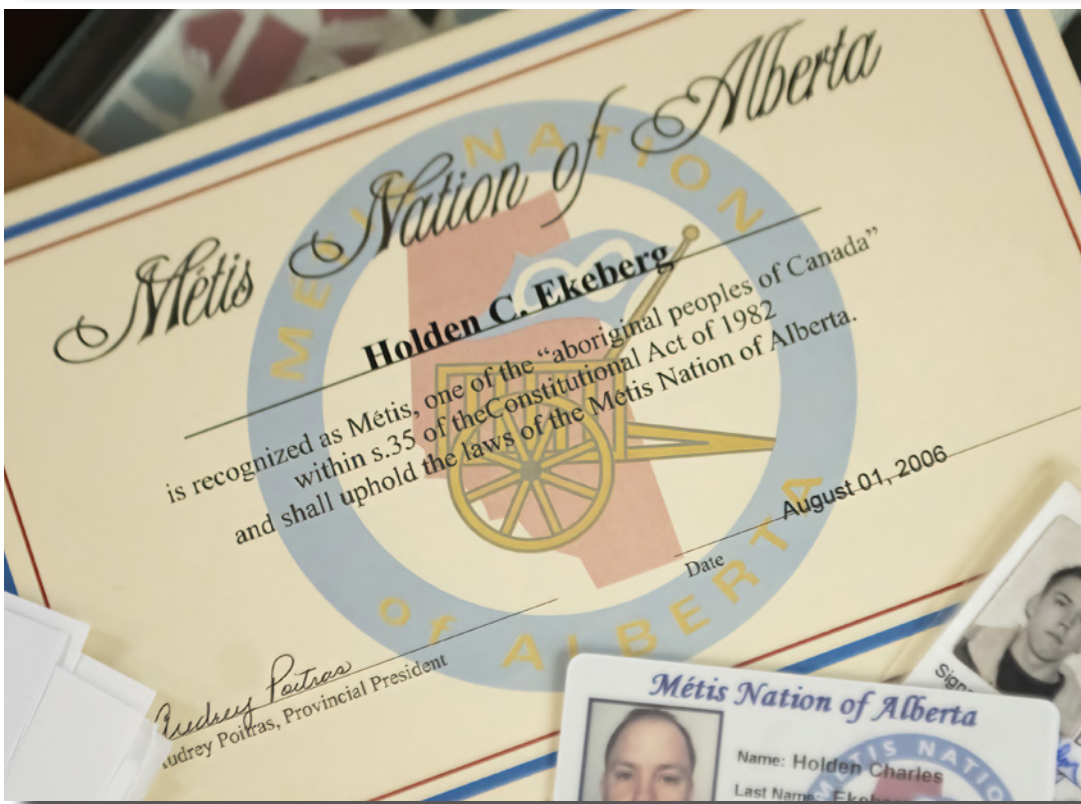 Métis Nation of Alberta
MÉTIS NATION
Holden C. Ekeberg
is recognized as Métis, one of the “aboriginal peoples of Canada”
within s.35 of theConstitutional Act of 1982
and shall uphold the laws of the Métis Nation of Alberta.
August 01, 2006
Date
of ALBERTA
Audrey Poitras
Audrey Poitras, Provincial President
Sign
Métis Nation of Alberta
MÉTIS NATIO
Name: Holden Charles
Last Name